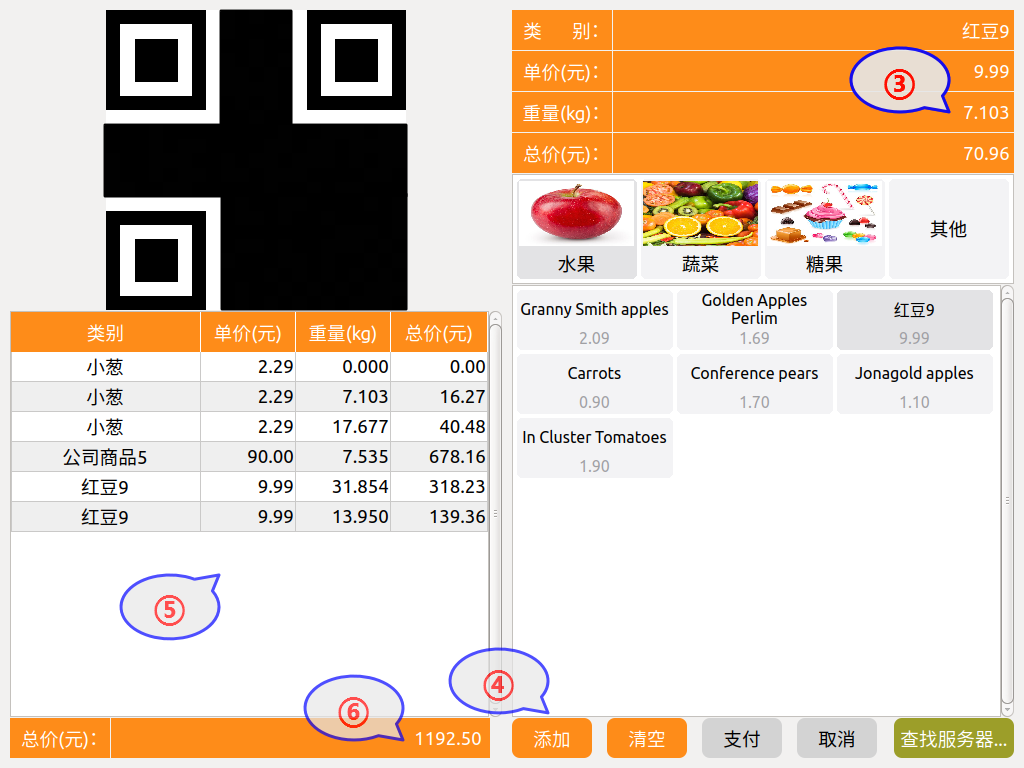 类 别： 红豆9
单价(元)： 9.99
③
重量(kg)： 7.103
总价(元)： 70.96
水果 蔬菜 糖果 其他
Granny Smith apples
2.09
Golden Apples
Perlim
1.69
红豆9
9.99
Carrots
0.90
Conference pears
1.70
Jonagold apples
1.10
In Cluster Tomatoes
1.90
类别 单价(元) 重量(kg) 总价(元)
小葱 2.29 0.000 0.00
小葱 2.29 7.103 16.27
小葱 2.29 17.677 40.48
公司商品5 90.00 7.535 678.16
红豆9 9.99 31.854 318.23
红豆9 9.99 13.950 139.36
⑤
④
⑥
总价(元)： 1192.50
添加 清空 支付 取消 查找服务器...